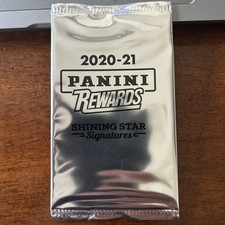 2020-21
PANINI
REWARDS
SHINING STAR
Signatures